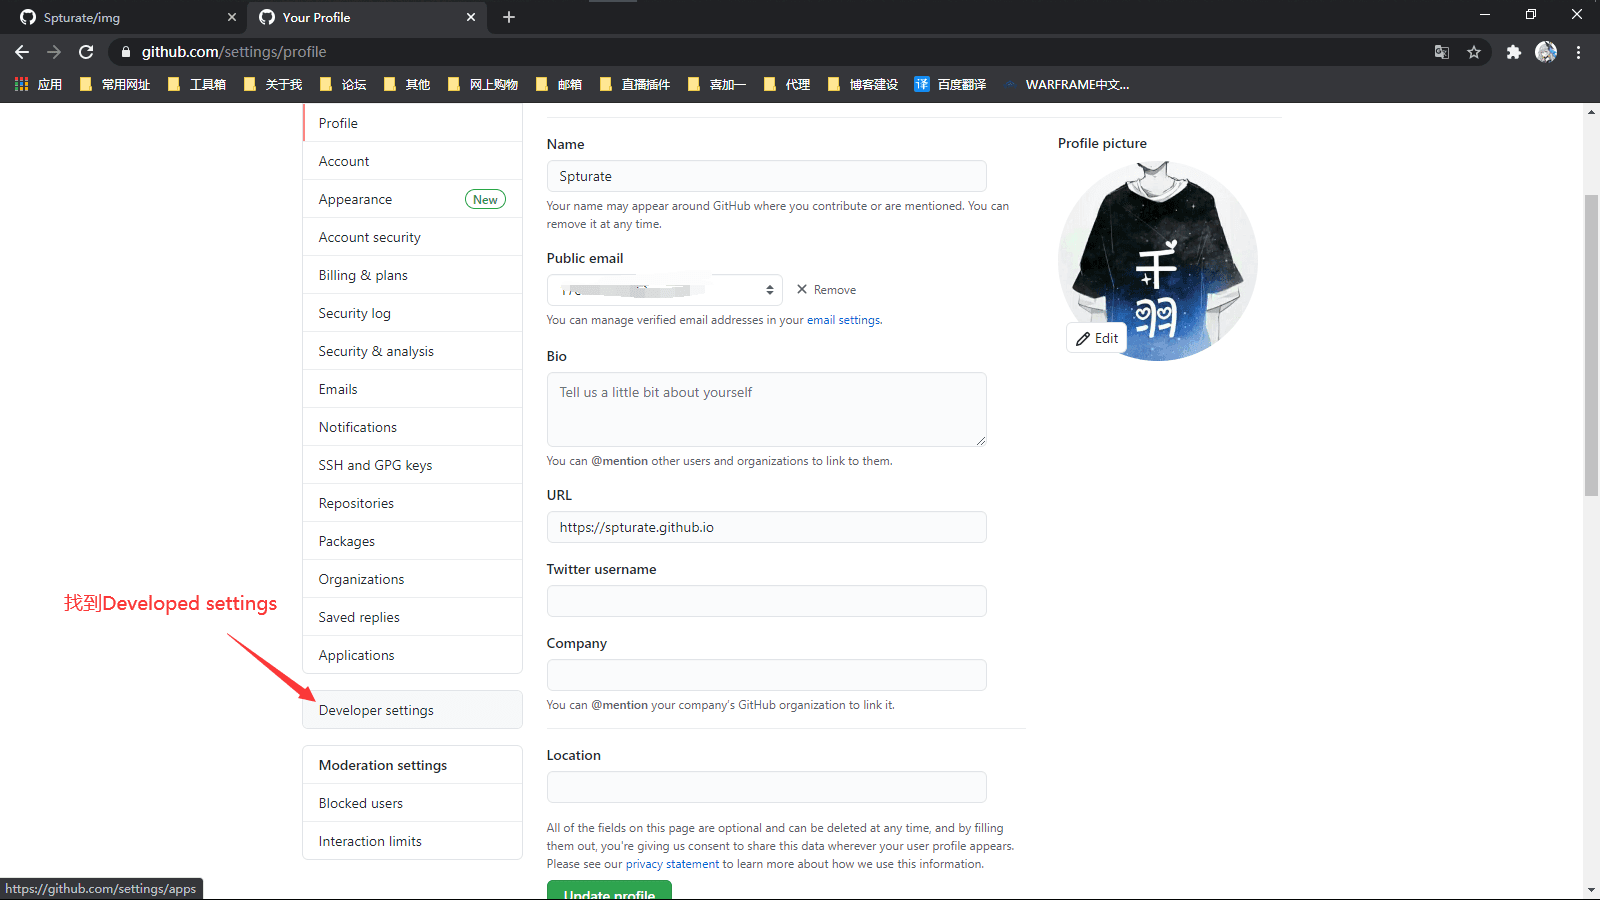 Spturate/img
Your Profile
github.com/settings/profile
应用
常用网址
工具箱
关于我
论坛
其他
网上购物
邮箱
直播插件
喜加一
代理
博客建设
译 百度翻译
WARFRAME中文...
Profile
Account
Appearance New
Account security
Billing & plans
Security log
Security & analysis
Emails
Notifications
SSH and GPG keys
Repositories
Packages
Organizations
Saved replies
Applications
找到Developed settings
Developer settings
Moderation settings
Blocked users
Interaction limits
Name
Spturate
Your name may appear around GitHub where you contribute or are mentioned. You can
remove it at any time.
Public email
Remove
You can manage verified email addresses in your email settings.
Bio
Tell us a little bit about yourself
You can @mention other users and organizations to link to them.
URL
https://spturate.github.io
Twitter username
Company
You can @mention your company's GitHub organization to link it.
Location
All of the fields on this page are optional and can be deleted at any time, and by filling
them out, you're giving us consent to share this data wherever your user profile appears.
Please see our privacy statement to learn more about how we use this information.
Update profile
Profile picture
千
羽
Edit
https://github.com/settings/apps